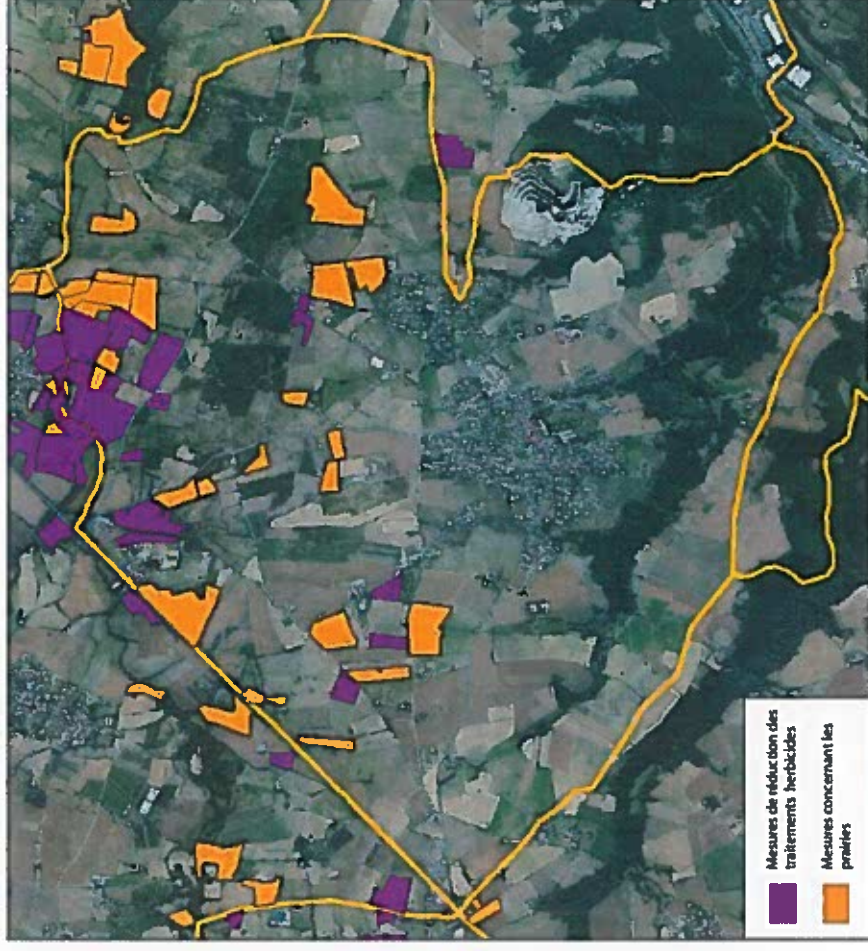 Mesures de réduction des
traitements herbicides
Mesures concernant les
prairies